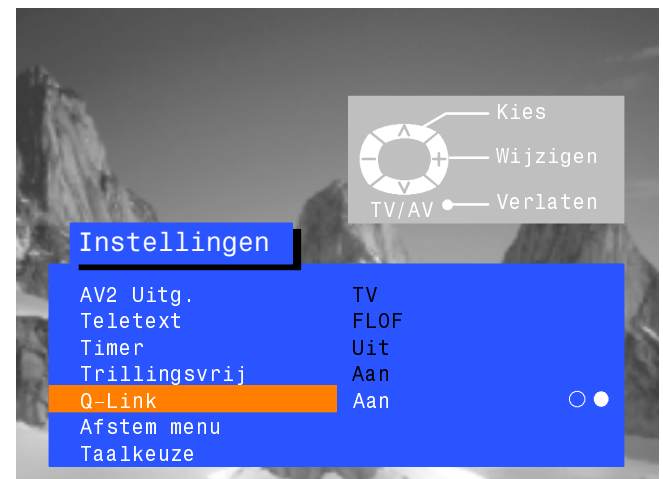 Kies
Wijzigen
TV/AV Verlaten
Instellingen
AV2 Uitg. TV
Teletext FLOF
Timer Uit
Trillingsvrij Aan
Q-Link Aan
Afstem menu
Taalkeuze